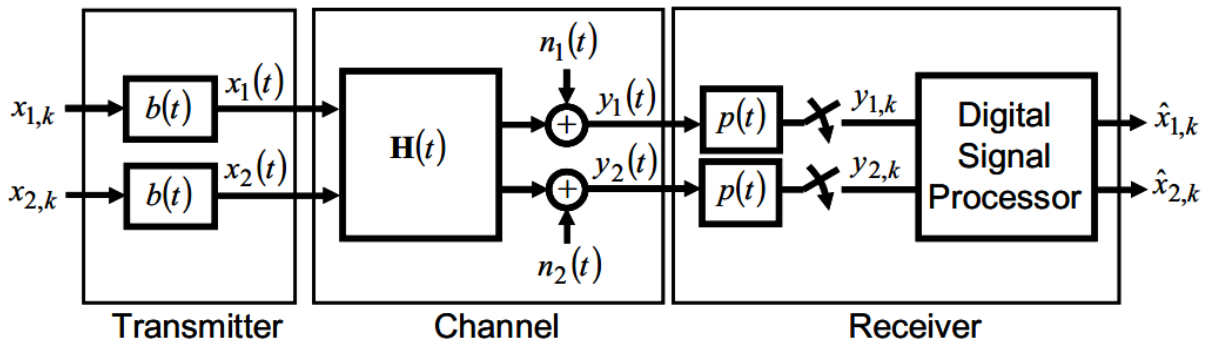 n₁(t)
x₁,ₖ b(t) x₁(t) y₁(t) p(t) y₁,ₖ x̂₁,ₖ
H(t) + Digital
Signal
Processor
x₂,ₖ b(t) x₂(t) + y₂(t) p(t) y₂,ₖ x̂₂,ₖ
n₂(t)
Transmitter Channel Receiver